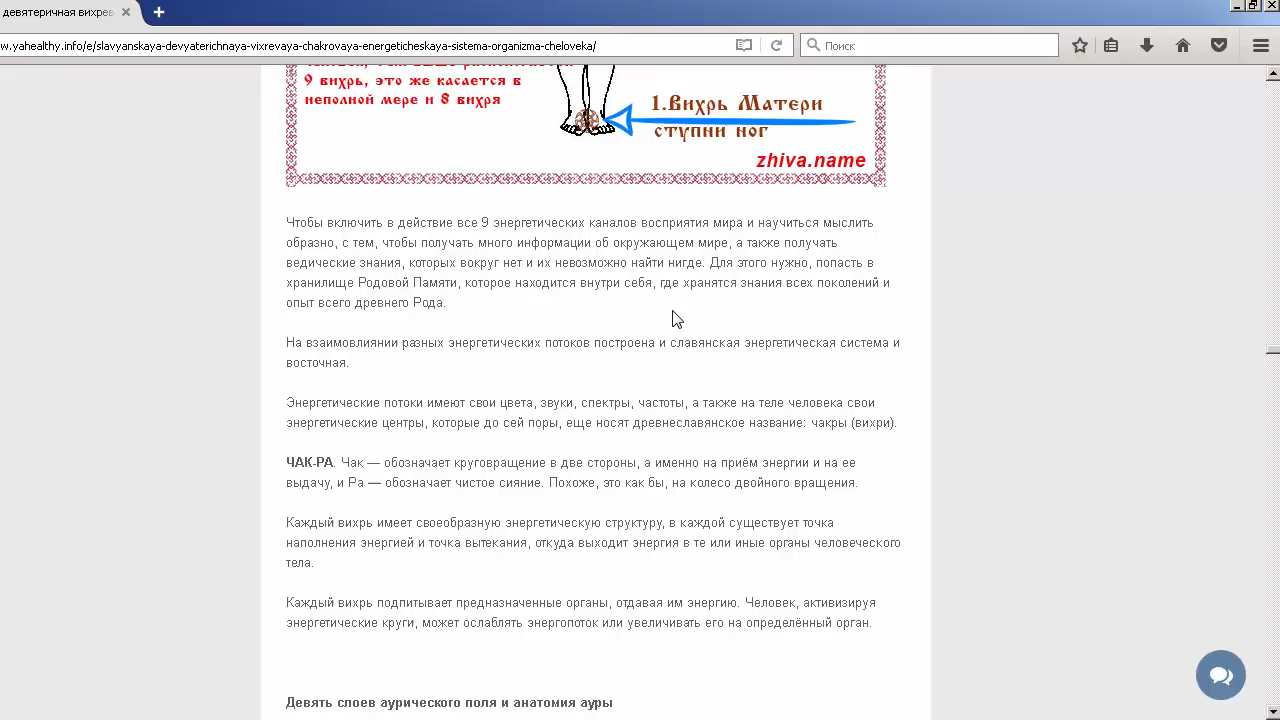 девятеричная вихрев
w.yahealthy.info/e/slavyanskaya-devyaterichnaya-vixrevaya-chakrovaya-energeticheskaya-sistema-organizma-cheloveka/
Поиск
9 вихрь, это же касается в
неполной мере и 8 вихря
1.Вихрь Матери
ступни ног
zhiva.name
Чтобы включить в действие все 9 энергетических каналов восприятия мира и научиться мыслить
образно, с тем, чтобы получать много информации об окружающем мире, а также получать
ведические знания, которых вокруг нет и их невозможно найти нигде. Для этого нужно, попасть в
хранилище Родовой Памяти, которое находится внутри себя, где хранятся знания всех поколений и
опыт всего древнего Рода.
На взаимовлиянии разных энергетических потоков построена и славянская энергетическая система и
восточная.
Энергетические потоки имеют свои цвета, звуки, спектры, частоты, а также на теле человека свои
энергетические центры, которые до сей поры, еще носят древнеславянское название: чакры (вихри).
ЧАК-РА. Чак — обозначает круговращение в две стороны, а именно на приём энергии и на ее
выдачу, и Ра — обозначает чистое сияние. Похоже, это как бы, на колесо двойного вращения.
Каждый вихрь имеет своеобразную энергетическую структуру, в каждой существует точка
наполнения энергией и точка вытекания, откуда выходит энергия в те или иные органы человеческого
тела.
Каждый вихрь подпитывает предназначенные органы, отдавая им энергию. Человек, активизируя
энергетические круги, может ослаблять энергопоток или увеличивать его на определённый орган.
Девять слоев аурического поля и анатомия ауры